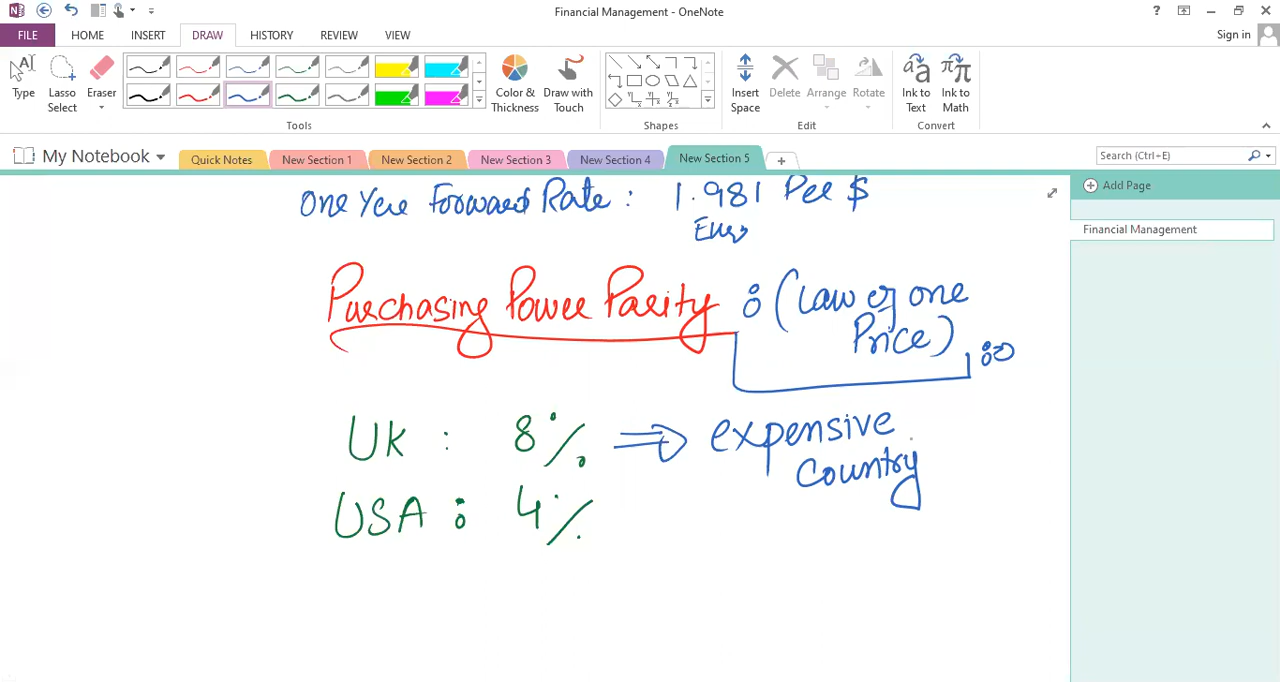 Financial Management - OneNote
?
FILE HOME INSERT DRAW HISTORY REVIEW VIEW
Sign in
Type
Lasso Select
Eraser
Color & Thickness
Draw with Touch
Insert Space
Delete
Arrange
Rotate
Ink to Text
Ink to Math
Tools
Shapes
Edit
Convert
My Notebook
Quick Notes
New Section 1
New Section 2
New Section 3
New Section 4
New Section 5
Search (Ctrl+E)
Add Page
Financial Management
One Forward Rate : 1.981 Per $
Purchasing Power Parity : (Law of one
Price)
UK : 8% ⇒ expensive
Country
USA : 4%